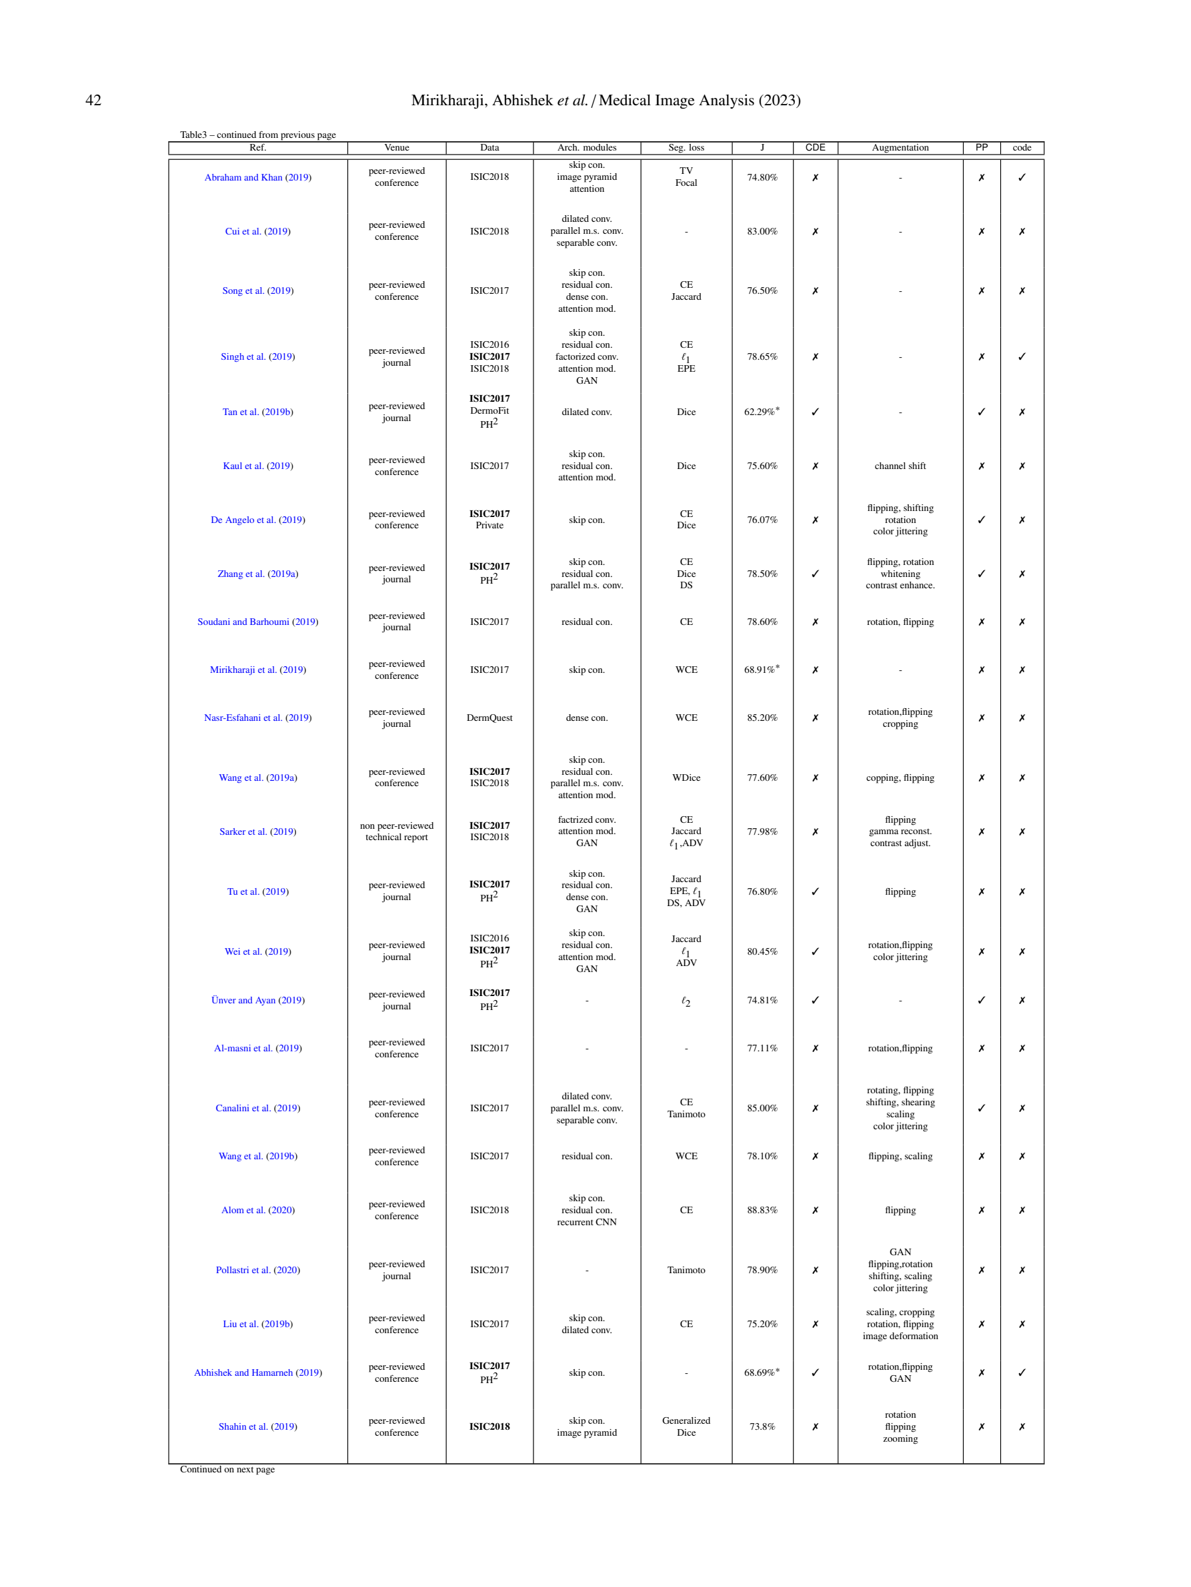 42
Mirikharaji, Abhishek et al. / Medical Image Analysis (2023)
Table3 – continued from previous page
Ref. Venue Data Arch. modules Seg. loss J CDE Augmentation PP code
Abraham and Khan (2019) peer-reviewed conference ISIC2018 skip con. image pyramid attention TV Focal 74.80% ✗ - ✗ ✓
Cui et al. (2019) peer-reviewed conference ISIC2018 dilated conv. parallel m.s. conv. separable conv. - 83.00% ✗ - ✗ ✗
Song et al. (2019) peer-reviewed conference ISIC2017 skip con. residual con. dense con. attention mod. CE Jaccard 76.50% ✗ - ✗ ✗
Singh et al. (2019) peer-reviewed journal ISIC2016 ISIC2017 ISIC2018 skip con. residual con. factorized conv. attention mod. GAN CE ℓ1 EPE 78.65% ✗ - ✗ ✓
Tan et al. (2019b) peer-reviewed journal ISIC2017 DermoFit PH2 dilated conv. Dice 62.29%* ✓ - ✓ ✗
Kaul et al. (2019) peer-reviewed conference ISIC2017 skip con. residual con. attention mod. Dice 75.60% ✗ channel shift ✗ ✗
De Angelo et al. (2019) peer-reviewed conference ISIC2017 Private skip con. CE Dice 76.07% ✗ flipping, shifting rotation color jittering ✓ ✗
Zhang et al. (2019a) peer-reviewed journal ISIC2017 PH2 skip con. residual con. parallel m.s. conv. CE Dice DS 78.50% ✓ flipping, rotation whitening contrast enhance. ✓ ✗
Soudani and Barhoumi (2019) peer-reviewed journal ISIC2017 residual con. CE 78.60% ✗ rotation, flipping ✗ ✗
Mirikharaji et al. (2019) peer-reviewed conference ISIC2017 skip con. WCE 68.91%* ✗ - ✗ ✗
Nasr-Esfahani et al. (2019) peer-reviewed journal DermQuest dense con. WCE 85.20% ✗ rotation,flipping cropping ✗ ✗
Wang et al. (2019a) peer-reviewed conference ISIC2017 ISIC2018 skip con. residual con. parallel m.s. conv. attention mod. WDice 77.60% ✗ copping, flipping ✗ ✗
Sarker et al. (2019) non peer-reviewed technical report ISIC2017 ISIC2018 factrized conv. attention mod. GAN CE Jaccard ℓ1,ADV 77.98% ✗ flipping gamma reconst. contrast adjust. ✗ ✗
Tu et al. (2019) peer-reviewed journal ISIC2017 PH2 skip con. residual con. dense con. GAN Jaccard EPE, ℓ1 DS, ADV 76.80% ✓ flipping ✗ ✗
Wei et al. (2019) peer-reviewed journal ISIC2016 ISIC2017 PH2 skip con. residual con. attention mod. GAN Jaccard ℓ1 ADV 80.45% ✓ rotation,flipping color jittering ✗ ✗
Ünver and Ayan (2019) peer-reviewed journal ISIC2017 PH2 - ℓ2 74.81% ✓ - ✓ ✗
Al-masni et al. (2019) peer-reviewed conference ISIC2017 - - 77.11% ✗ rotation,flipping ✗ ✗
Canalini et al. (2019) peer-reviewed conference ISIC2017 dilated conv. parallel m.s. conv. separable conv. CE Tanimoto 85.00% ✗ rotating, flipping shifting, shearing scaling color jittering ✓ ✗
Wang et al. (2019b) peer-reviewed conference ISIC2017 residual con. WCE 78.10% ✗ flipping, scaling ✗ ✗
Alom et al. (2020) peer-reviewed conference ISIC2018 skip con. residual con. recurrent CNN CE 88.83% ✗ flipping ✗ ✗
Pollastri et al. (2020) peer-reviewed journal ISIC2017 - Tanimoto 78.90% ✗ GAN flipping,rotation shifting, scaling color jittering ✗ ✗
Liu et al. (2019b) peer-reviewed conference ISIC2017 skip con. dilated conv. CE 75.20% ✗ scaling, cropping rotation, flipping image deformation ✗ ✗
Abhishek and Hamarneh (2019) peer-reviewed conference ISIC2017 PH2 skip con. - 68.69%* ✓ rotation,flipping GAN ✗ ✓
Shahin et al. (2019) peer-reviewed conference ISIC2018 skip con. image pyramid Generalized Dice 73.8% ✗ rotation flipping zooming ✗ ✗
Continued on next page